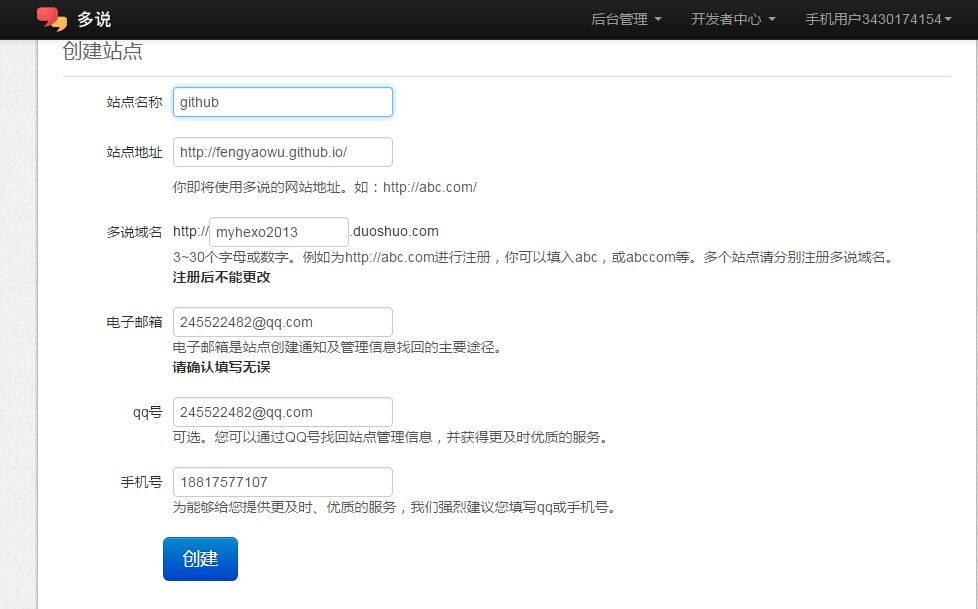 多说 后台管理 开发者中心 手机用户3430174154
创建站点
站点名称 github
站点地址 http://fengyaowu.github.io/
你即将使用多说的网站地址。如：http://abc.com/
多说域名 http:// myhexo2013 .duoshuo.com
3~30个字母或数字。例如为http://abc.com进行注册，你可以填入abc，或abccom等。多个站点请分别注册多说域名。
注册后不能更改
电子邮箱 245522482@qq.com
电子邮箱是站点创建通知及管理信息找回的主要途径。
请确认填写无误
qq号 245522482@qq.com
可选。您可以通过QQ号找回站点管理信息，并获得更及时优质的服务。
手机号 18817577107
为能够给您提供更及时、优质的服务，我们强烈建议您填写qq或手机号。
创建